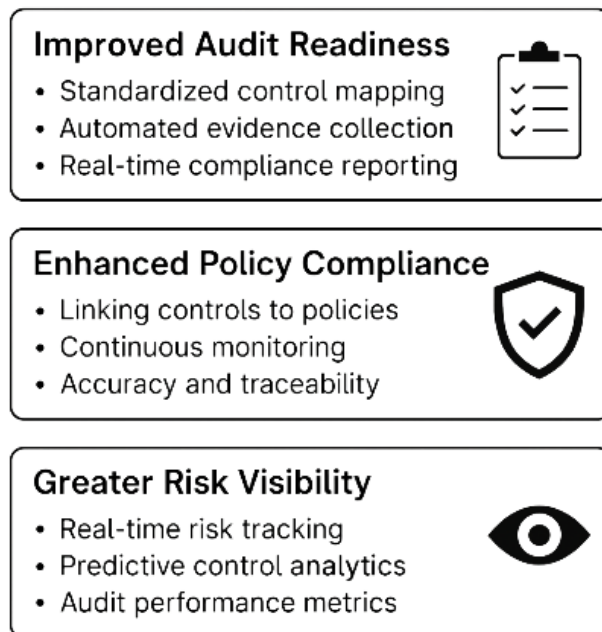 Improved Audit Readiness
• Standardized control mapping
• Automated evidence collection
• Real-time compliance reporting
Enhanced Policy Compliance
• Linking controls to policies
• Continuous monitoring
• Accuracy and traceability
Greater Risk Visibility
• Real-time risk tracking
• Predictive control analytics
• Audit performance metrics